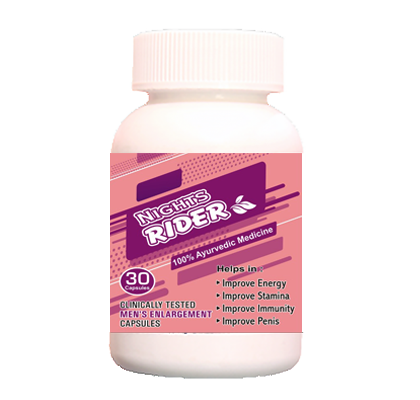 NIGHTS
RIDER
100% Ayurvedic Medicine
30
Capsules
CLINICALLY TESTED
MEN'S ENLARGEMENT
CAPSULES
Helps in..
• Improve Energy
• Improve Stamina
• Improve Immunity
• Improve Penis